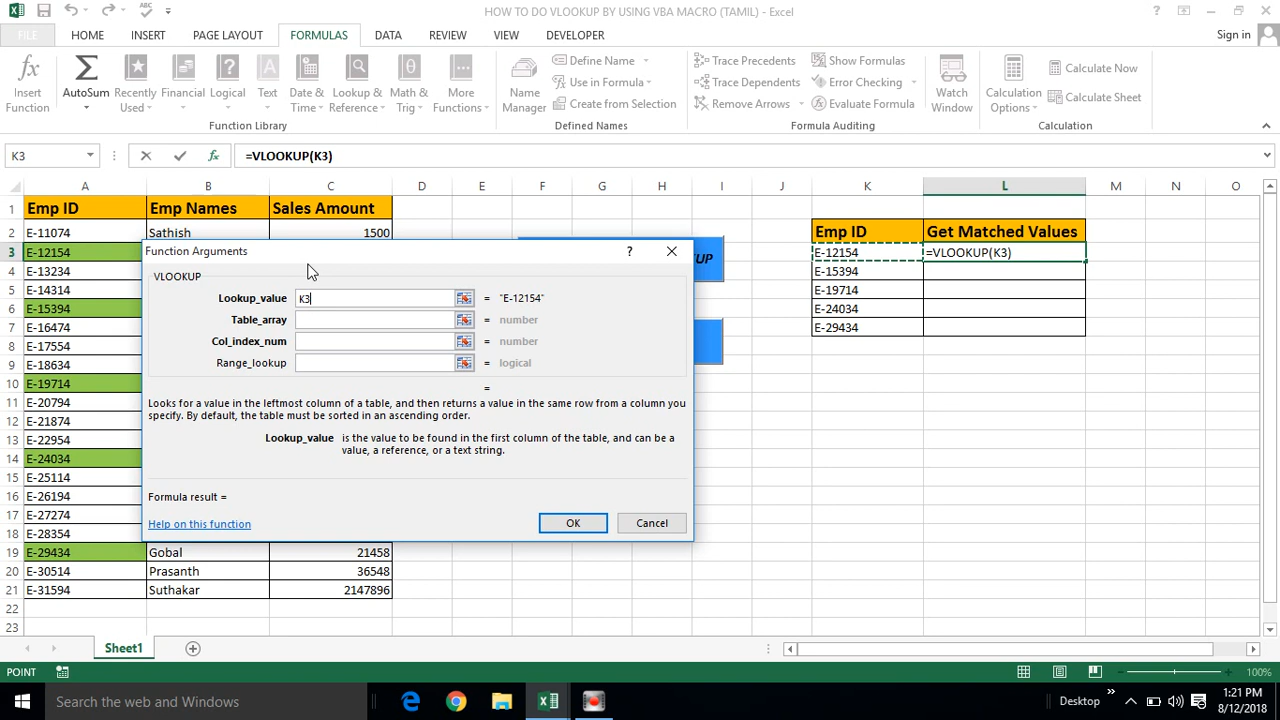 HOW TO DO VLOOKUP BY USING VBA MACRO (TAMIL) - Excel
FILE HOME INSERT PAGE LAYOUT FORMULAS DATA REVIEW VIEW DEVELOPER Sign in
Insert Function
AutoSum
Recently Used
Financial
Logical
Text
Date & Time
Lookup & Reference
Math & Trig
More Functions
Function Library
Name Manager
Define Name
Use in Formula
Create from Selection
Defined Names
Trace Precedents
Trace Dependents
Remove Arrows
Show Formulas
Error Checking
Evaluate Formula
Formula Auditing
Watch Window
Calculation Options
Calculate Now
Calculate Sheet
Calculation
K3 fx =VLOOKUP(K3)
A B C D E F G H I J K L M N O
1 Emp ID Emp Names Sales Amount
2 E-11074 Sathish 1500 Emp ID Get Matched Values
3 E-12154 UP E-12154 =VLOOKUP(K3)
4 E-13234 E-15394
5 E-14314 E-19714
6 E-15394 E-24034
7 E-16474 E-29434
8 E-17554
9 E-18634
10 E-19714
11 E-20794
12 E-21874
13 E-22954
14 E-24034
15 E-25114
16 E-26194
17 E-27274
18 E-28354
19 E-29434 Gobal 21458
20 E-30514 Prasanth 36548
21 E-31594 Suthakar 2147896
22
23
Function Arguments ?
VLOOKUP
Lookup_value K3 = "E-12154"
Table_array = number
Col_index_num = number
Range_lookup = logical
=
Looks for a value in the leftmost column of a table, and then returns a value in the same row from a column you
specify. By default, the table must be sorted in an ascending order.
Lookup_value is the value to be found in the first column of the table, and can be a
value, a reference, or a text string.
Formula result =
Help on this function OK Cancel
Sheet1
POINT 100%
Search the web and Windows Desktop 1:21 PM
8/12/2018